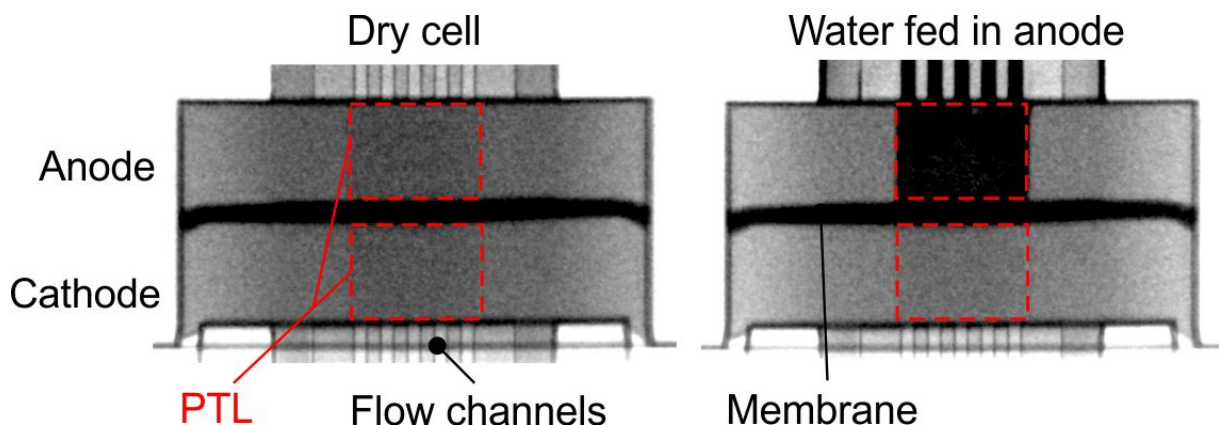 Dry cell
Water fed in anode
Anode
Cathode
PTL
Flow channels
Membrane